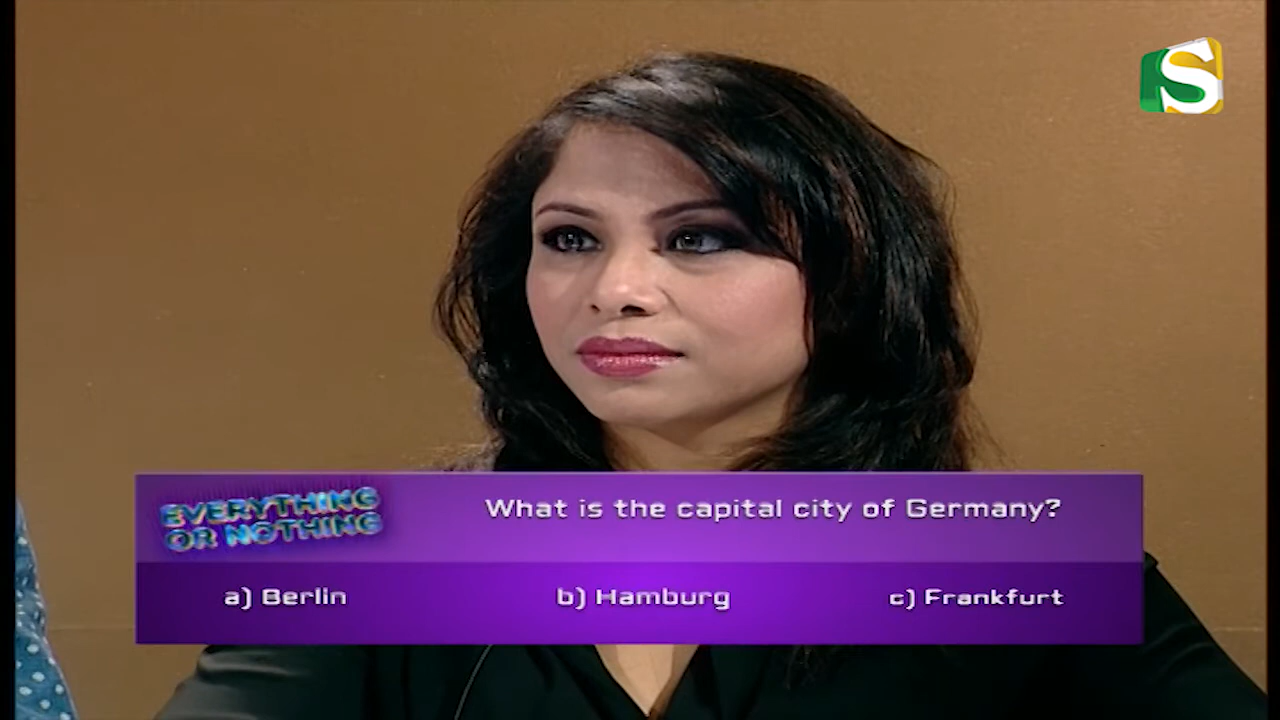 S
EVERYTHING
OR NOTHING
What is the capital city of Germany?
a) Berlin b) Hamburg c) Frankfurt